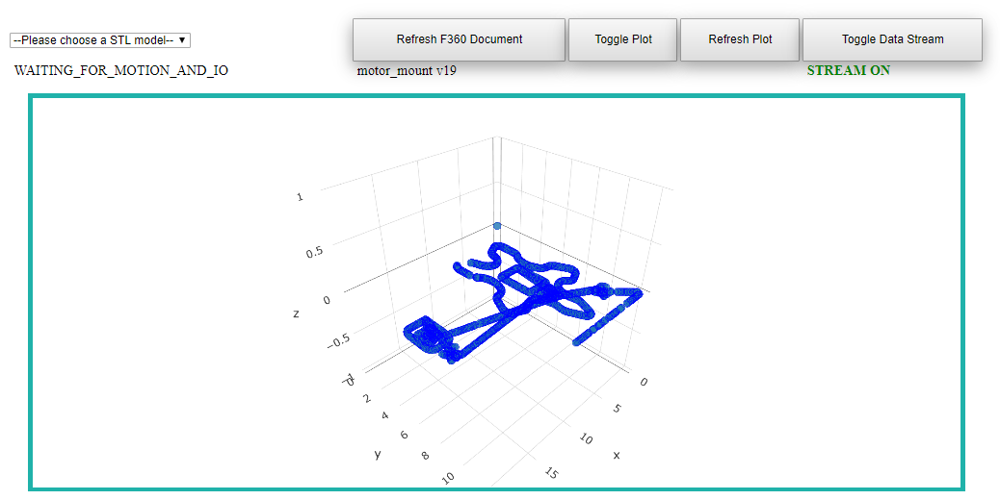 --Please choose a STL model--
Refresh F360 Document
Toggle Plot
Refresh Plot
Toggle Data Stream
WAITING_FOR_MOTION_AND_IO
motor_mount v19
STREAM ON
1
0.5
0
z
−0.5
−1
0
2
4
6
8
10
y
0
5
10
15
x